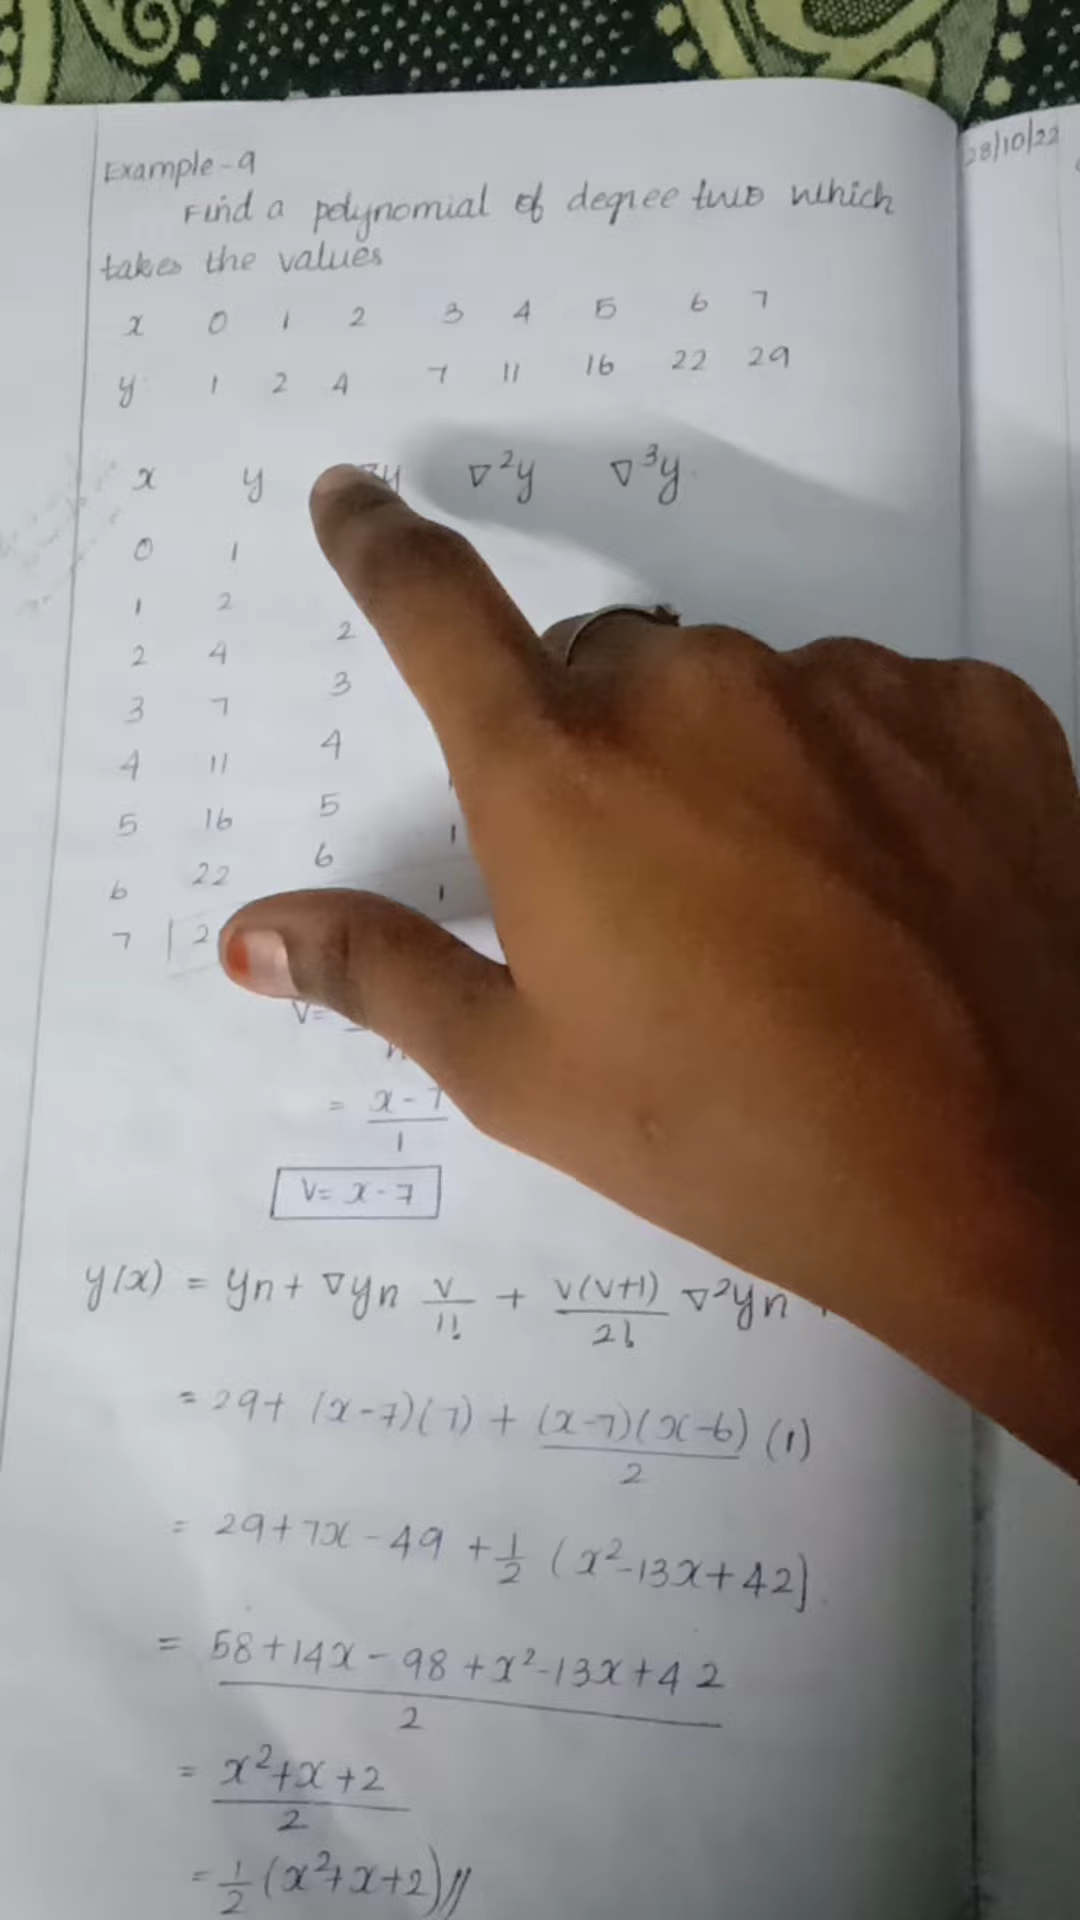 Example-9
28/10/22
Find a polynomial of degree two which
takes the values
x 0 1 2 3 4 5 6 7
y 1 2 4 7 11 16 22 29
x y ∇y ∇²y ∇³y
0 1
1 2
2
2 4
3
3 7
4
4 11
5 1
5 16
6 1
6 22
7 2
V=
= x-7/1
V= x-7
y(x) = yn + ∇yn V/1! + V(V+1)/2! ∇²yn +
= 29+ (x-7)(7) + (x-7)(x-6)/2 (1)
= 29+7x-49 + 1/2 (x²-13x+42]
= 58+14x-98+x²-13x+42/2
= x²+x+2/2
= 1/2 (x²+x+2)//